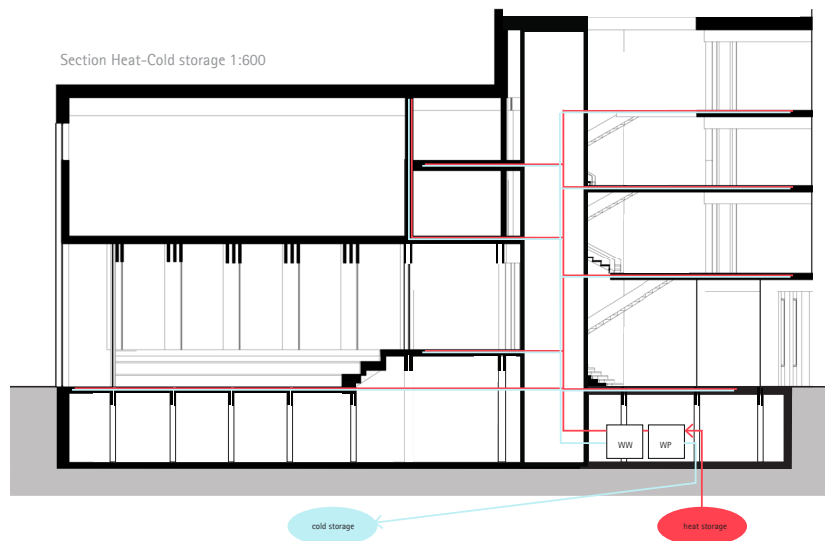 Section Heat-Cold storage 1:600
WW
WP
cold storage
heat storage